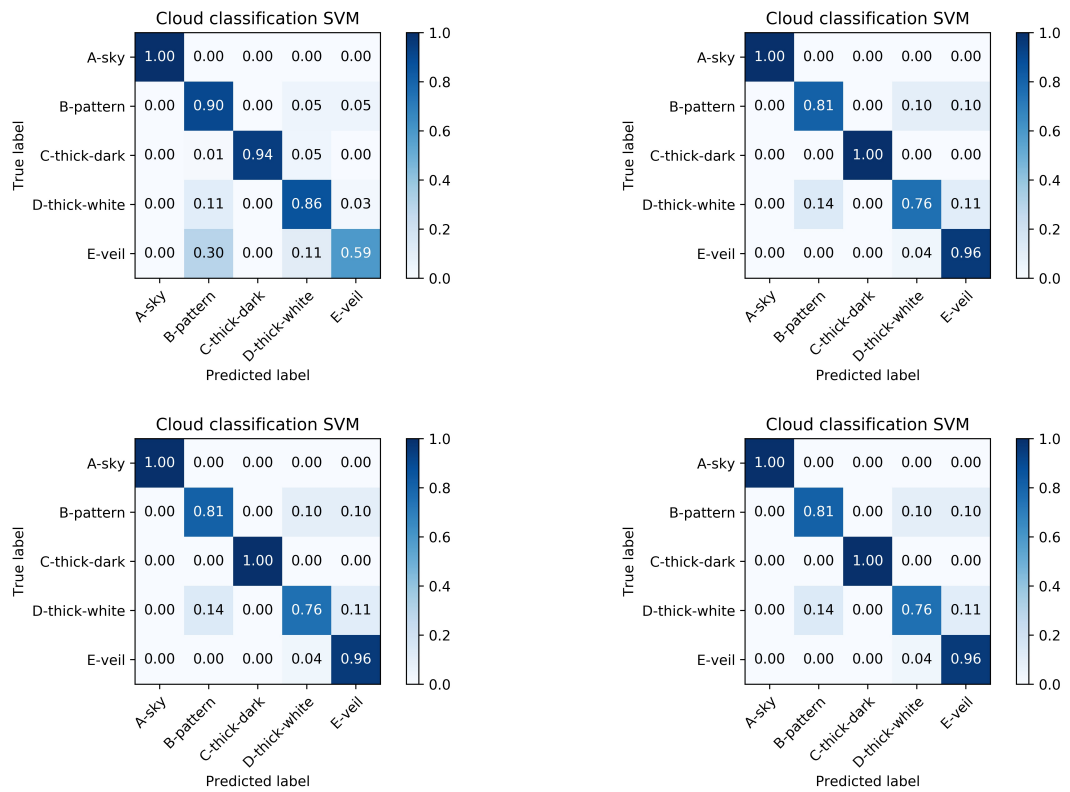 Cloud classification SVM
A-sky 1.00 0.00 0.00 0.00 0.00
B-pattern 0.00 0.90 0.00 0.05 0.05
C-thick-dark 0.00 0.01 0.94 0.05 0.00
D-thick-white 0.00 0.11 0.00 0.86 0.03
E-veil 0.00 0.30 0.00 0.11 0.59
True label
A-sky B-pattern C-thick-dark D-thick-white E-veil
Predicted label
1.0
0.8
0.6
0.4
0.2
0.0
Cloud classification SVM
A-sky 1.00 0.00 0.00 0.00 0.00
B-pattern 0.00 0.81 0.00 0.10 0.10
C-thick-dark 0.00 0.00 1.00 0.00 0.00
D-thick-white 0.00 0.14 0.00 0.76 0.11
E-veil 0.00 0.00 0.00 0.04 0.96
True label
A-sky B-pattern C-thick-dark D-thick-white E-veil
Predicted label
1.0
0.8
0.6
0.4
0.2
0.0
Cloud classification SVM
A-sky 1.00 0.00 0.00 0.00 0.00
B-pattern 0.00 0.81 0.00 0.10 0.10
C-thick-dark 0.00 0.00 1.00 0.00 0.00
D-thick-white 0.00 0.14 0.00 0.76 0.11
E-veil 0.00 0.00 0.00 0.04 0.96
True label
A-sky B-pattern C-thick-dark D-thick-white E-veil
Predicted label
1.0
0.8
0.6
0.4
0.2
0.0
Cloud classification SVM
A-sky 1.00 0.00 0.00 0.00 0.00
B-pattern 0.00 0.81 0.00 0.10 0.10
C-thick-dark 0.00 0.00 1.00 0.00 0.00
D-thick-white 0.00 0.14 0.00 0.76 0.11
E-veil 0.00 0.00 0.00 0.04 0.96
True label
A-sky B-pattern C-thick-dark D-thick-white E-veil
Predicted label
1.0
0.8
0.6
0.4
0.2
0.0